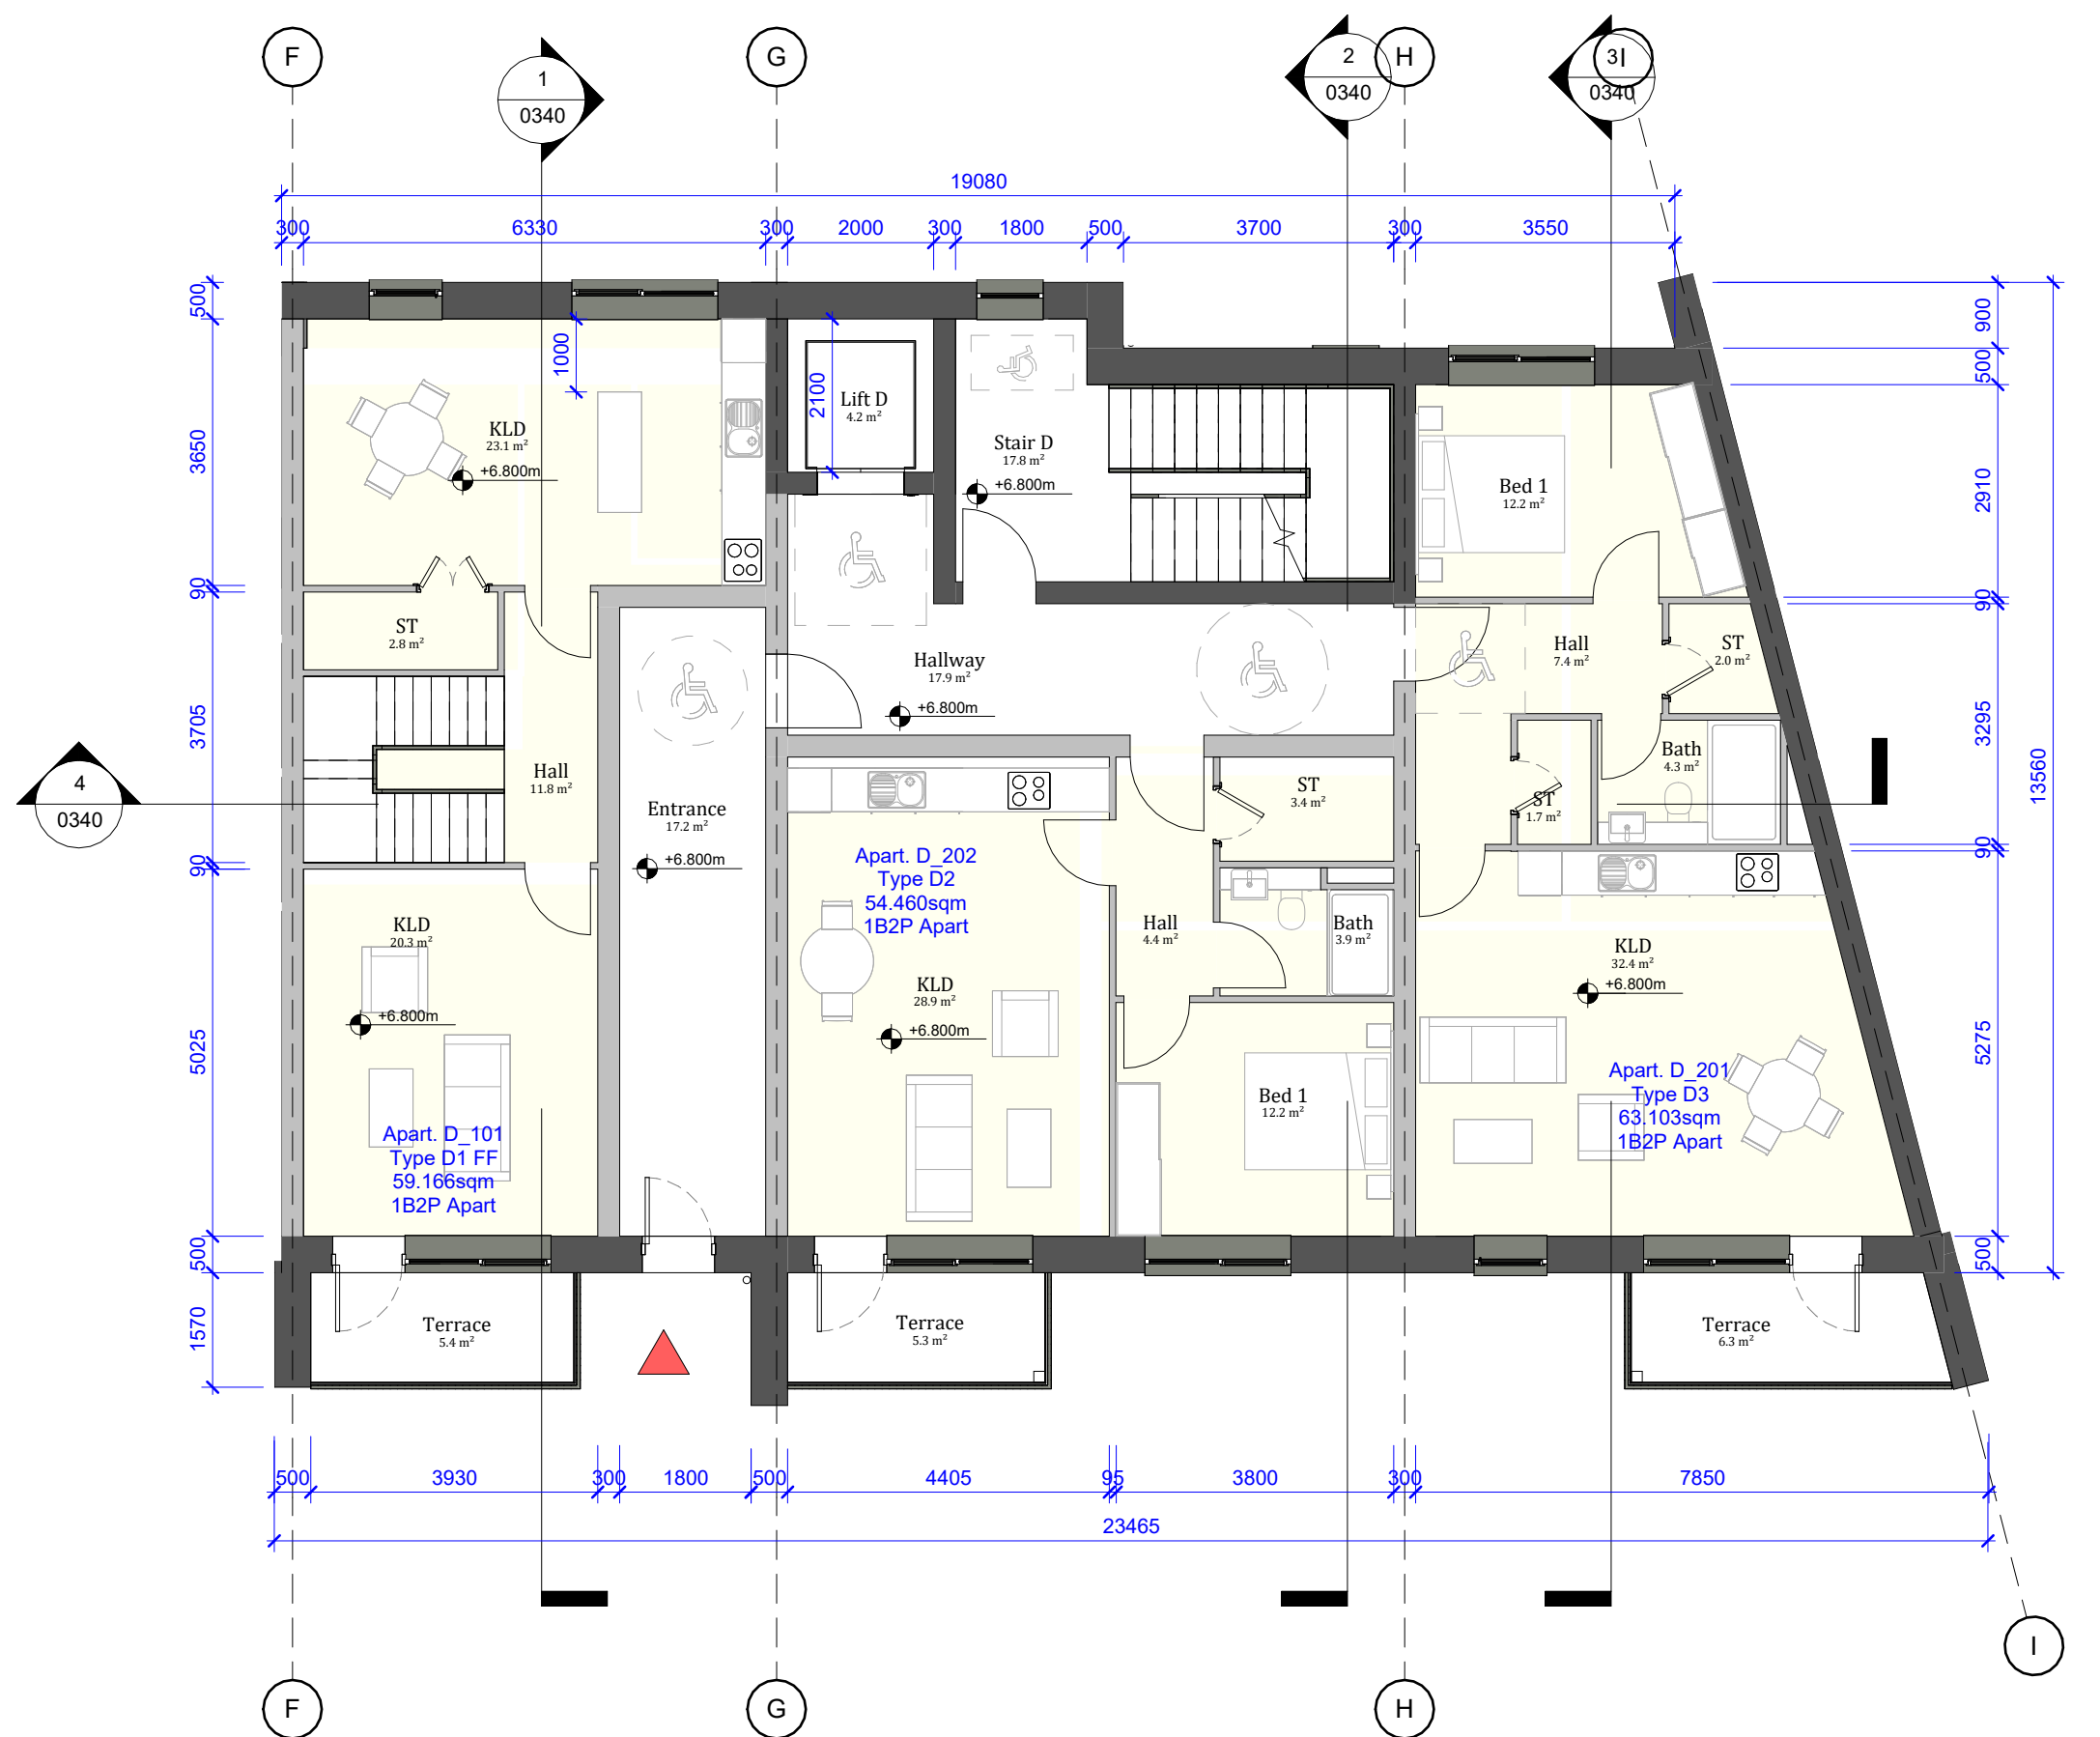 F
G
H
3
I
1
0340
2
0340
0340
19080
300
6330
300
2000
300
1800
500
3700
300
3550
500
3650
90
3705
90
5025
500
1570
1000
2100
900
500
2910
90
3295
90
5275
500
13560
KLD
23.1 m²
+6.800m
Lift D
4.2 m²
Stair D
17.8 m²
+6.800m
Bed 1
12.2 m²
ST
2.8 m²
Hallway
17.9 m²
+6.800m
Hall
7.4 m²
ST
2.0 m²
Hall
11.8 m²
Entrance
17.2 m²
+6.800m
ST
3.4 m²
ST
1.7 m²
Bath
4.3 m²
4
0340
Apart. D_202
Type D2
54.460sqm
1B2P Apart
KLD
20.3 m²
+6.800m
KLD
28.9 m²
+6.800m
Hall
4.4 m²
Bath
3.9 m²
KLD
32.4 m²
+6.800m
Bed 1
12.2 m²
Apart. D_201
Type D3
63.103sqm
1B2P Apart
Apart. D_101
Type D1 FF
59.166sqm
1B2P Apart
Terrace
5.4 m²
Terrace
5.3 m²
Terrace
6.3 m²
500
3930
300
1800
500
4405
95
3800
300
7850
23465
F
G
H
I